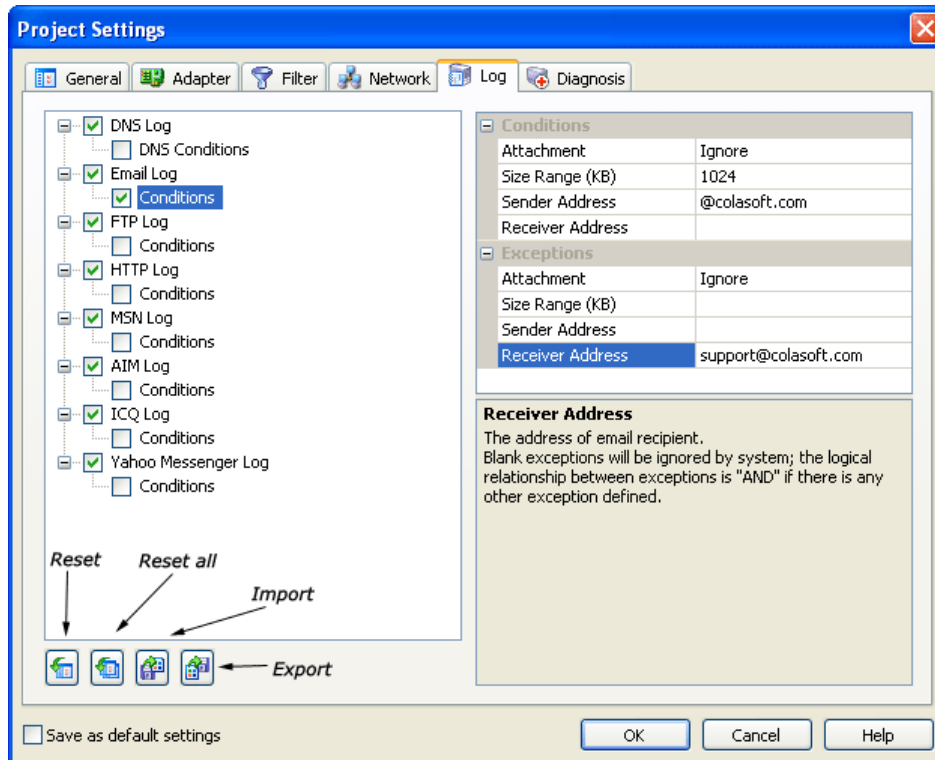 Project Settings
General Adapter Filter Network Log Diagnosis
DNS Log
DNS Conditions
Email Log
Conditions
FTP Log
Conditions
HTTP Log
Conditions
MSN Log
Conditions
AIM Log
Conditions
ICQ Log
Conditions
Yahoo Messenger Log
Conditions
Reset
Reset all
Import
Export
Conditions
Attachment Ignore
Size Range (KB) 1024
Sender Address @colasoft.com
Receiver Address
Exceptions
Attachment Ignore
Size Range (KB)
Sender Address
Receiver Address support@colasoft.com
Receiver Address
The address of email recipient.
Blank exceptions will be ignored by system; the logical
relationship between exceptions is "AND" if there is any
other exception defined.
Save as default settings
OK Cancel Help